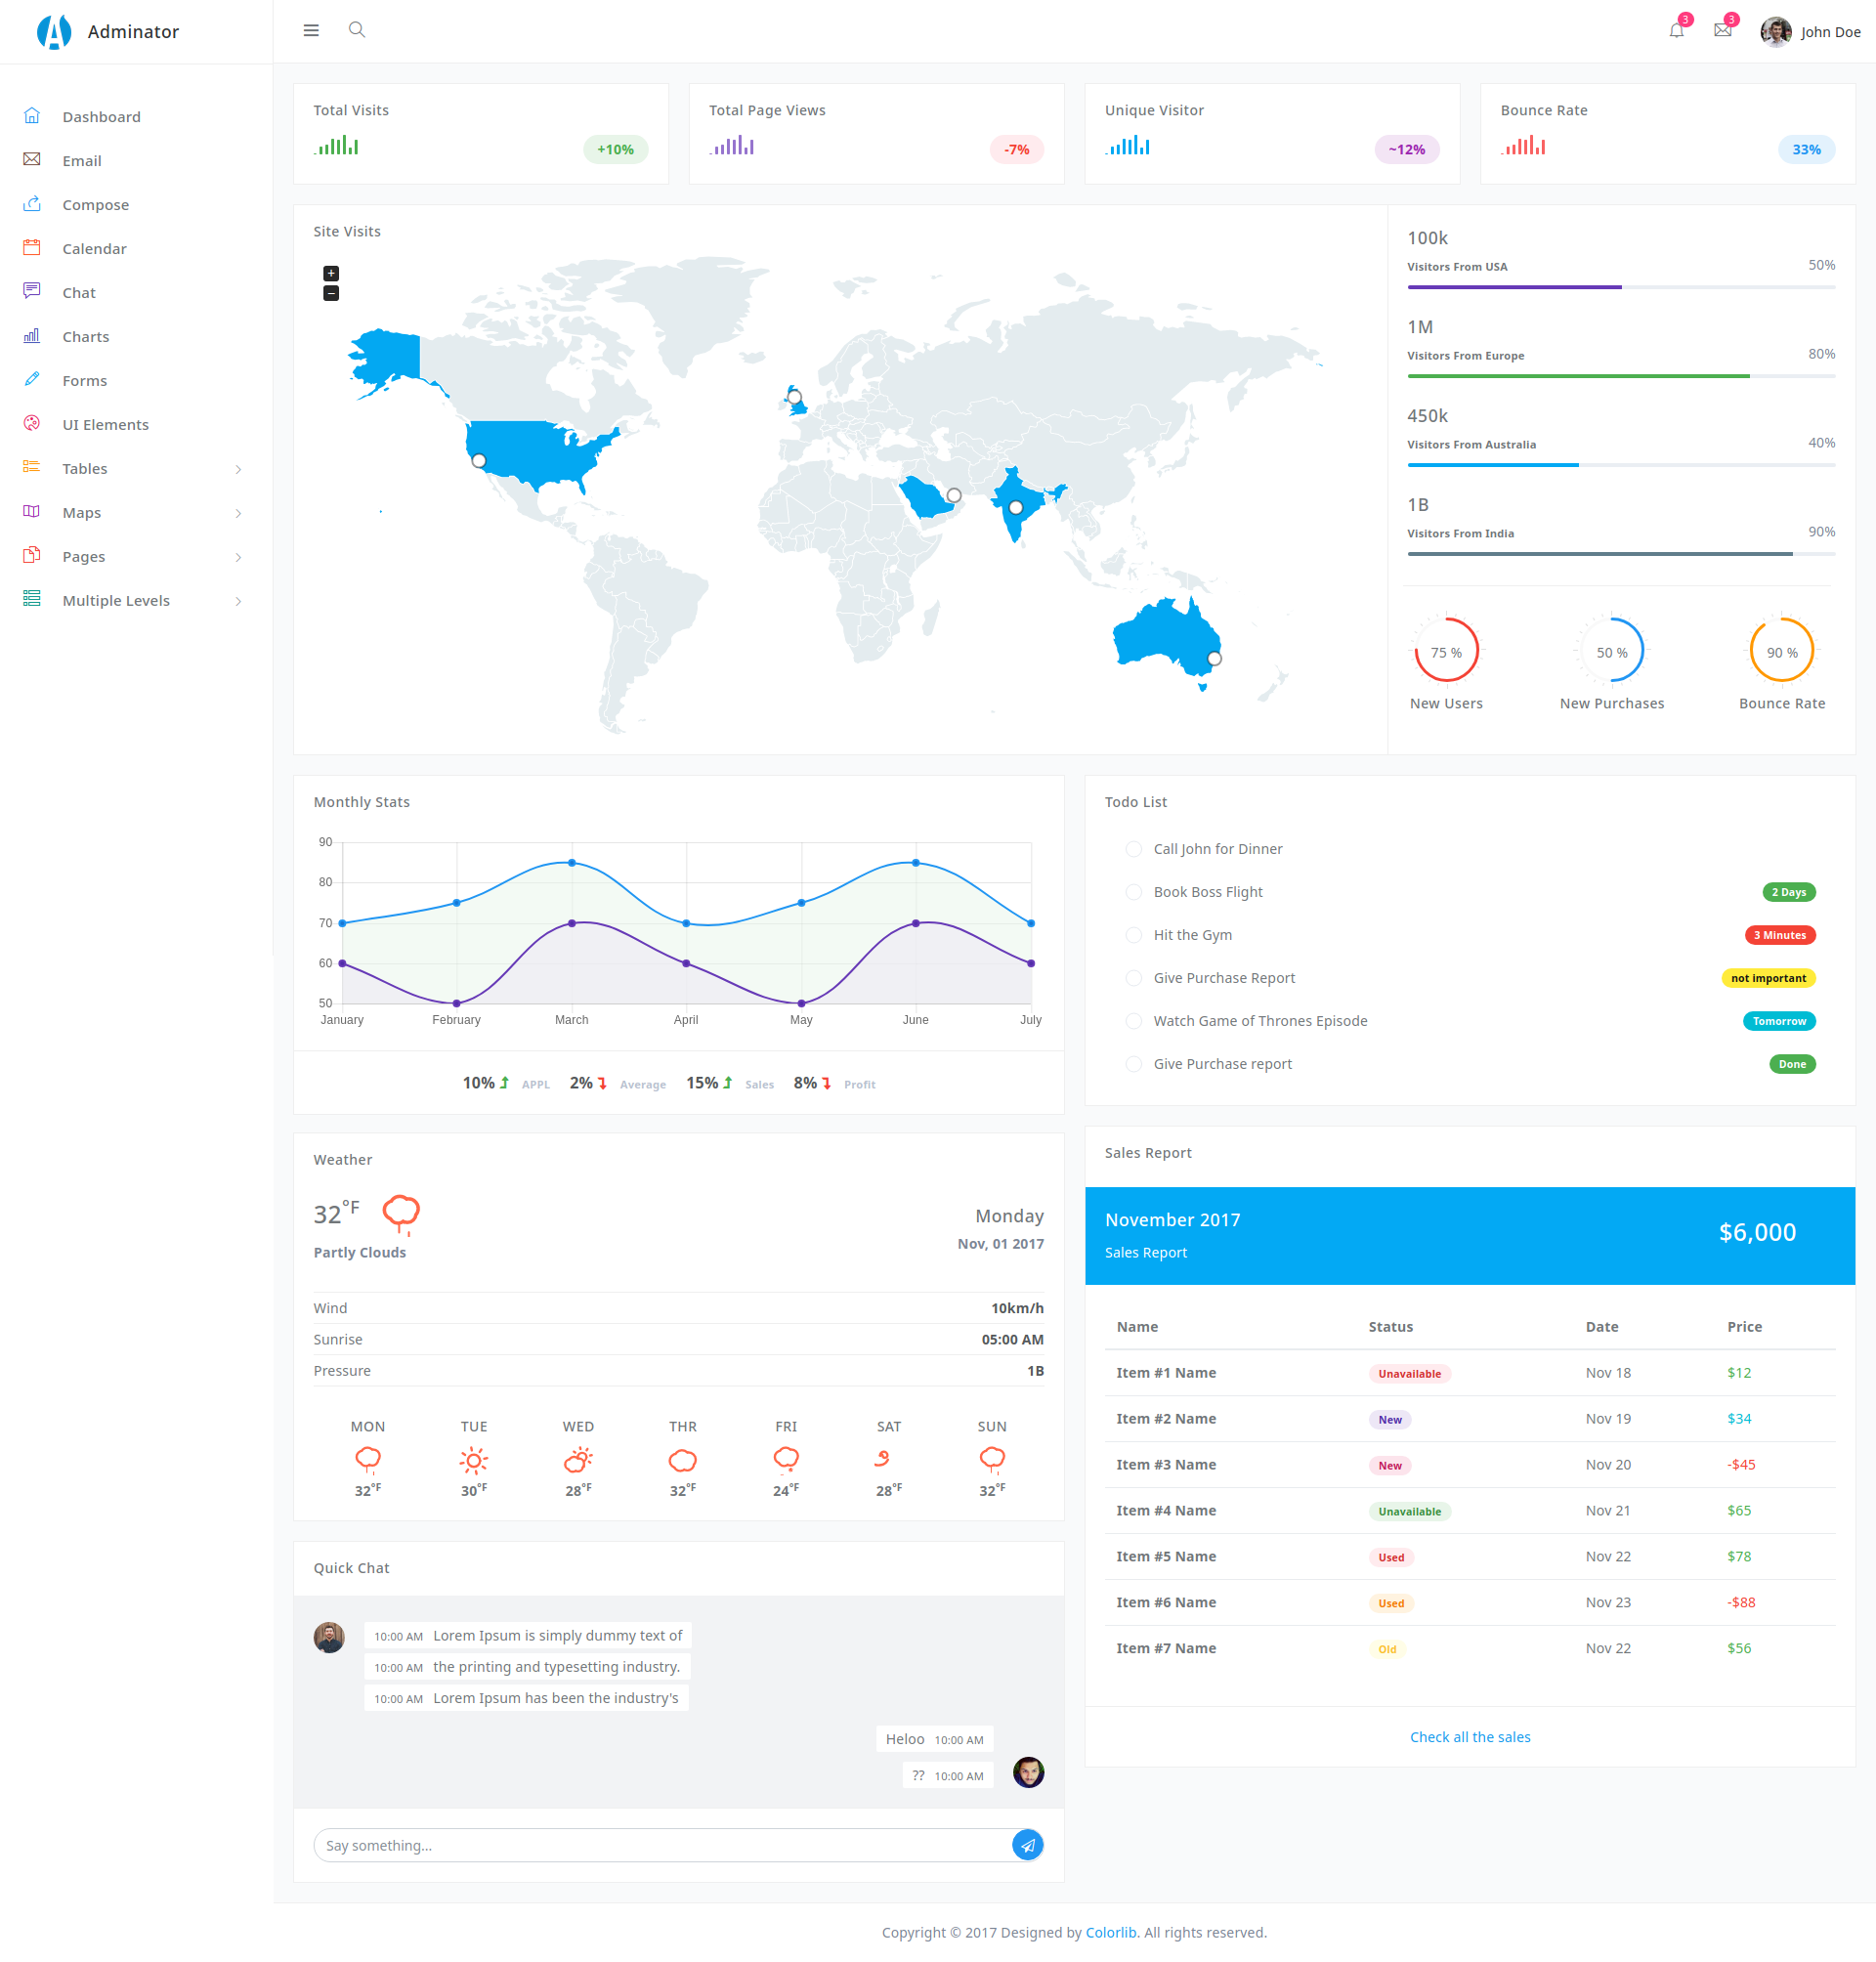 Adminator
3
3
John Doe
Dashboard
Email
Compose
Calendar
Chat
Charts
Forms
UI Elements
Tables
Maps
Pages
Multiple Levels
Total Visits
+10%
Total Page Views
-7%
Unique Visitor
~12%
Bounce Rate
33%
Site Visits
+
−
100k
Visitors From USA 50%
1M
Visitors From Europe 80%
450k
Visitors From Australia 40%
1B
Visitors From India 90%
75 % 50 % 90 %
New Users New Purchases Bounce Rate
Monthly Stats
90
80
70
60
50
January February March April May June July
10% APPL 2% Average 15% Sales 8% Profit
Todo List
Call John for Dinner
Book Boss Flight 2 Days
Hit the Gym 3 Minutes
Give Purchase Report not important
Watch Game of Thrones Episode Tomorrow
Give Purchase report Done
Weather
32°F
Partly Clouds
Monday
Nov, 01 2017
Wind 10km/h
Sunrise 05:00 AM
Pressure 1B
MON TUE WED THR FRI SAT SUN
32°F 30°F 28°F 32°F 24°F 28°F 32°F
Sales Report
November 2017
Sales Report
$6,000
Name Status Date Price
Item #1 Name Unavailable Nov 18 $12
Item #2 Name New Nov 19 $34
Item #3 Name New Nov 20 -$45
Item #4 Name Unavailable Nov 21 $65
Item #5 Name Used Nov 22 $78
Item #6 Name Used Nov 23 -$88
Item #7 Name Old Nov 22 $56
Check all the sales
Quick Chat
10:00 AM Lorem Ipsum is simply dummy text of
10:00 AM the printing and typesetting industry.
10:00 AM Lorem Ipsum has been the industry's
Heloo 10:00 AM
?? 10:00 AM
Say something...
Copyright © 2017 Designed by Colorlib. All rights reserved.